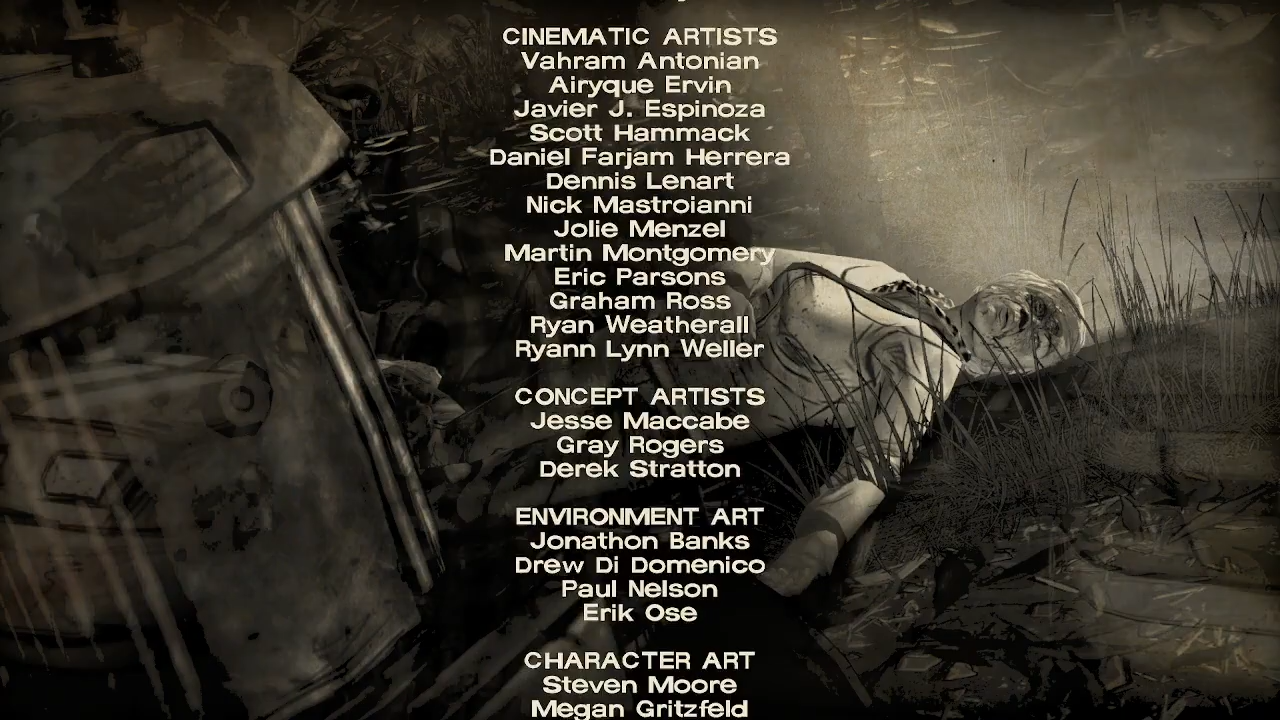 CINEMATIC ARTISTS
Vahram Antonian
Airyque Ervin
Javier J. Espinoza
Scott Hammack
Daniel Farjam Herrera
Dennis Lenart
Nick Mastroianni
Jolie Menzel
Martin Montgomery
Eric Parsons
Graham Ross
Ryan Weatherall
Ryann Lynn Weller
CONCEPT ARTISTS
Jesse Maccabe
Gray Rogers
Derek Stratton
ENVIRONMENT ART
Jonathon Banks
Drew Di Domenico
Paul Nelson
Erik Ose
CHARACTER ART
Steven Moore
Megan Gritzfeld